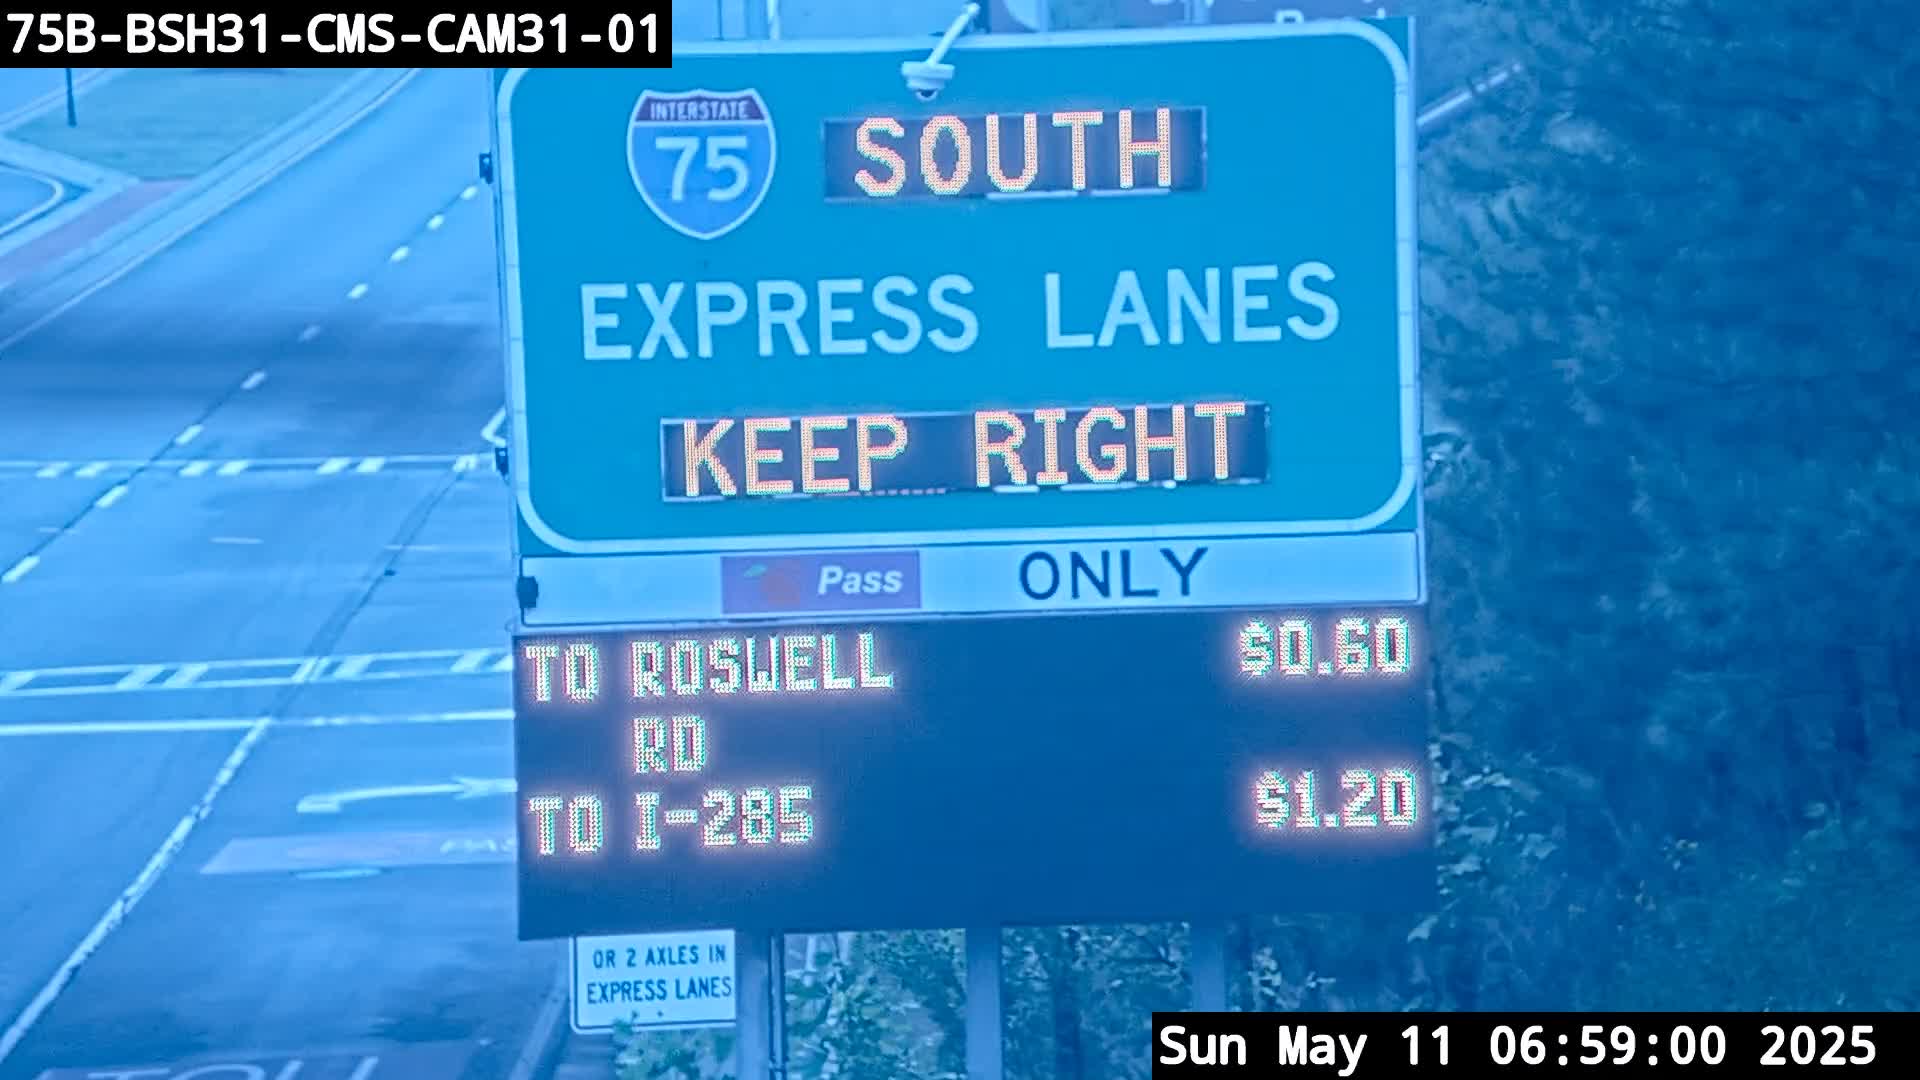 75B-BSH31-CMS-CAM31-01
INTERSTATE
75
SOUTH
EXPRESS LANES
KEEP RIGHT
Pass ONLY
TO ROSWELL $0.60
RD
TO I-285 $1.20
OR 2 AXLES IN
EXPRESS LANES
TOLL
Sun May 11 06:59:00 2025